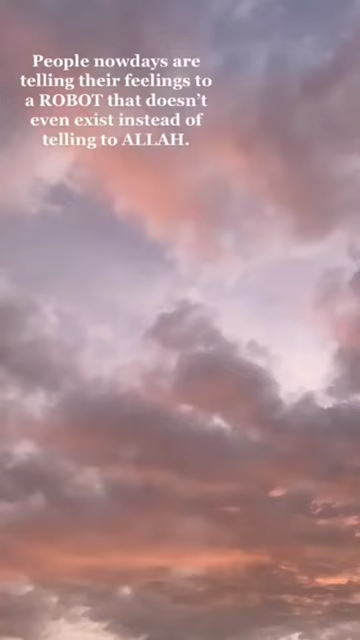 People nowdays are
telling their feelings to
a ROBOT that doesn't
even exist instead of
telling to ALLAH.